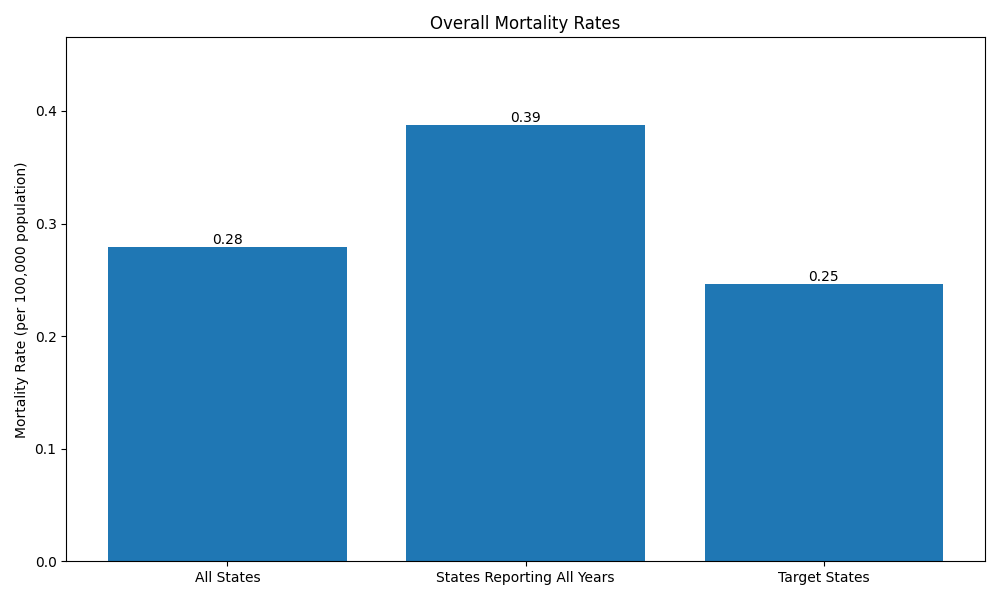 Overall Mortality Rates
Mortality Rate (per 100,000 population)
0.4
0.3
0.2
0.1
0.0
0.28
0.39
0.25
All States
States Reporting All Years
Target States